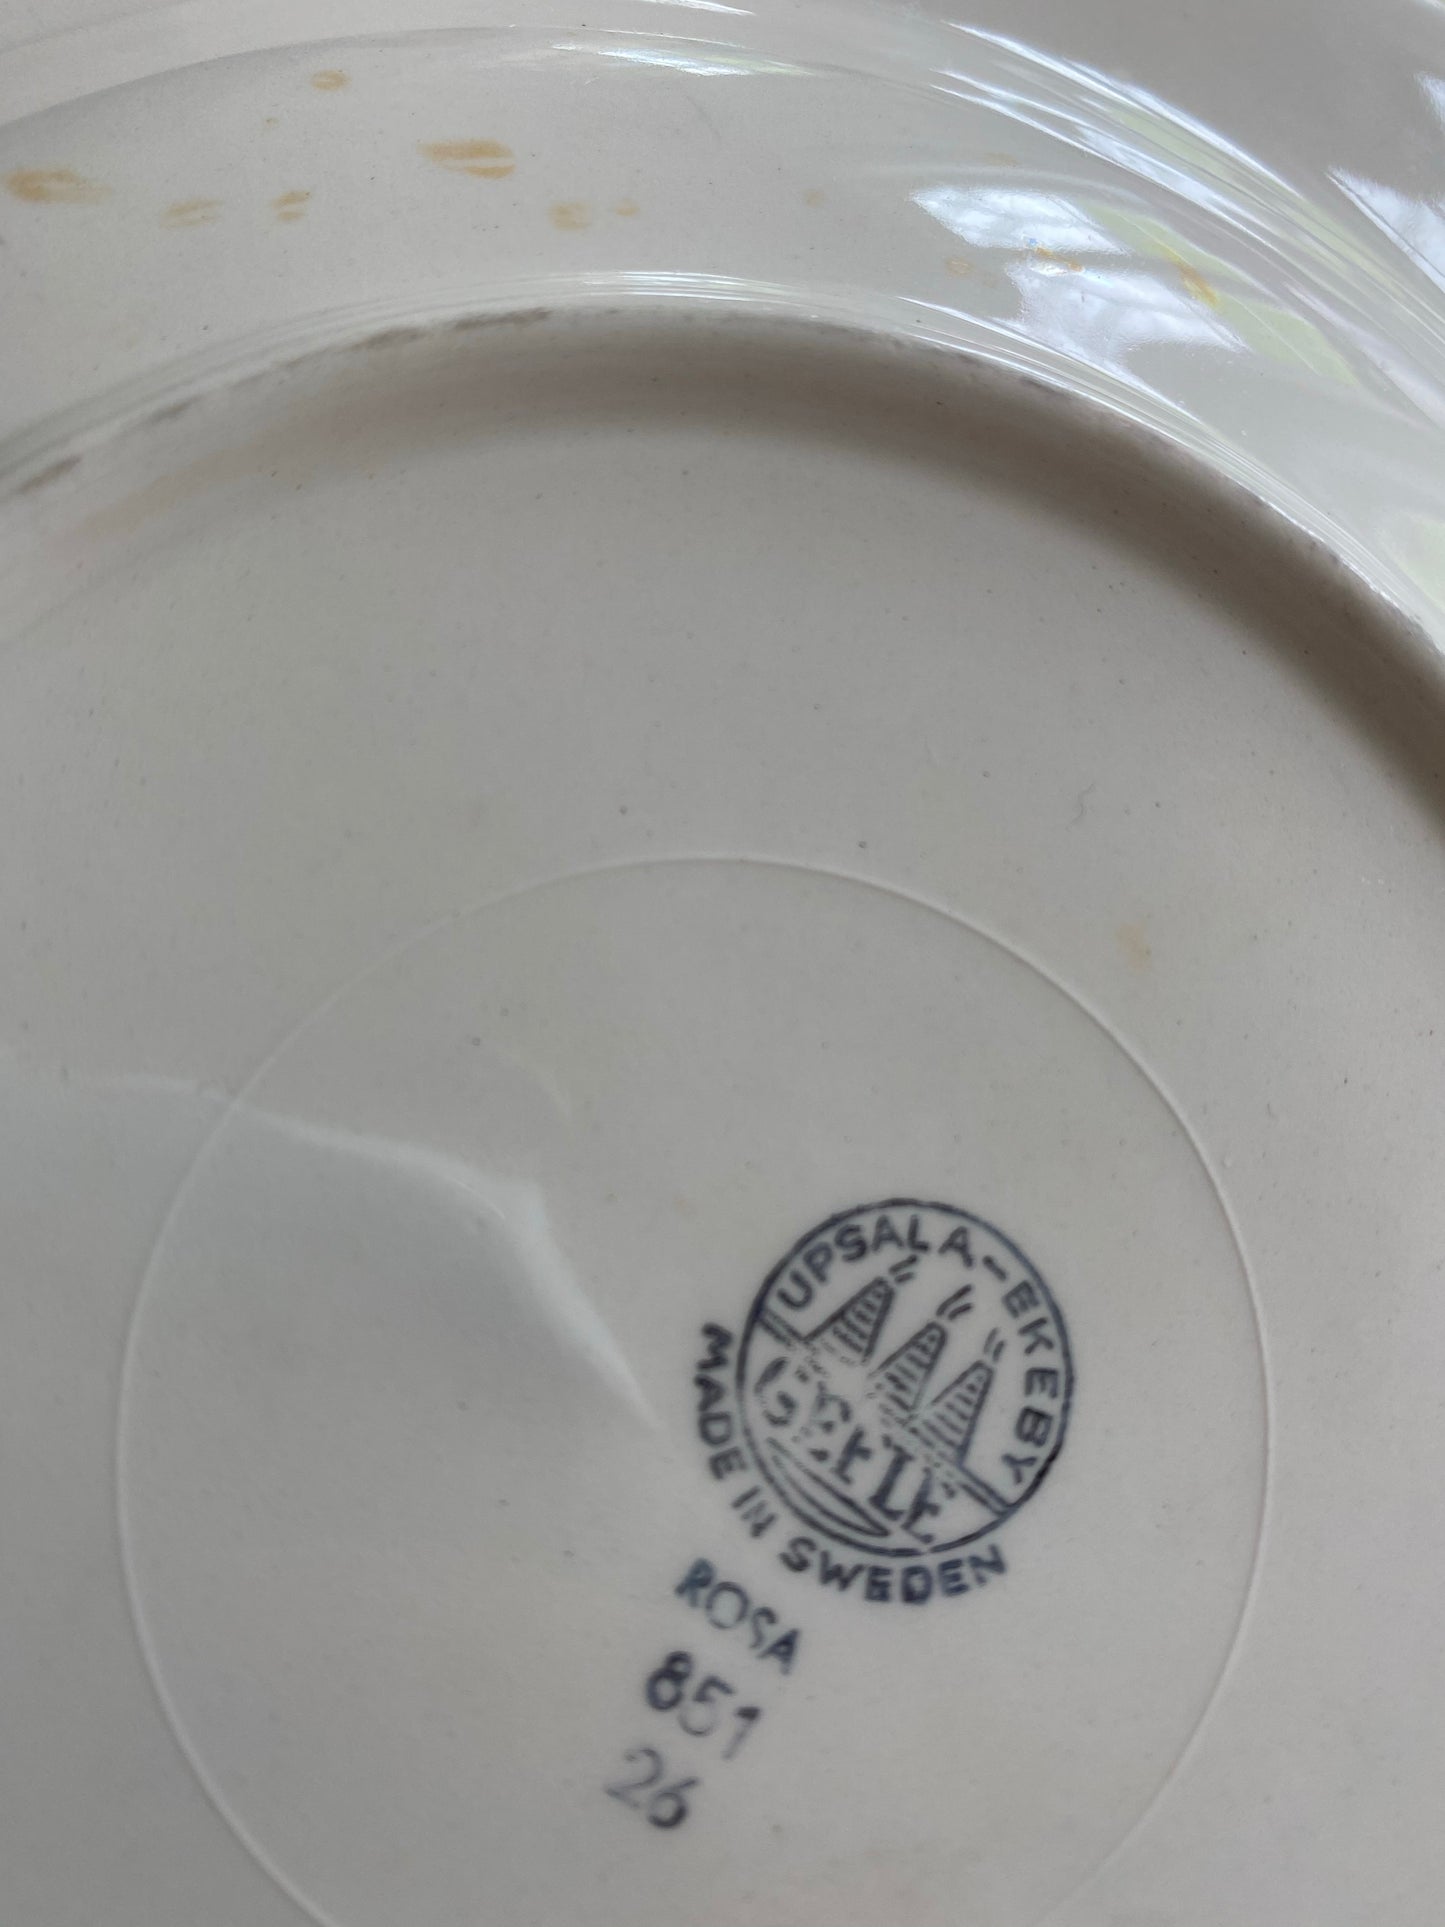 UPSALA-EKEBY
GEFLE
MADE IN SWEDEN
ROSA
851
26